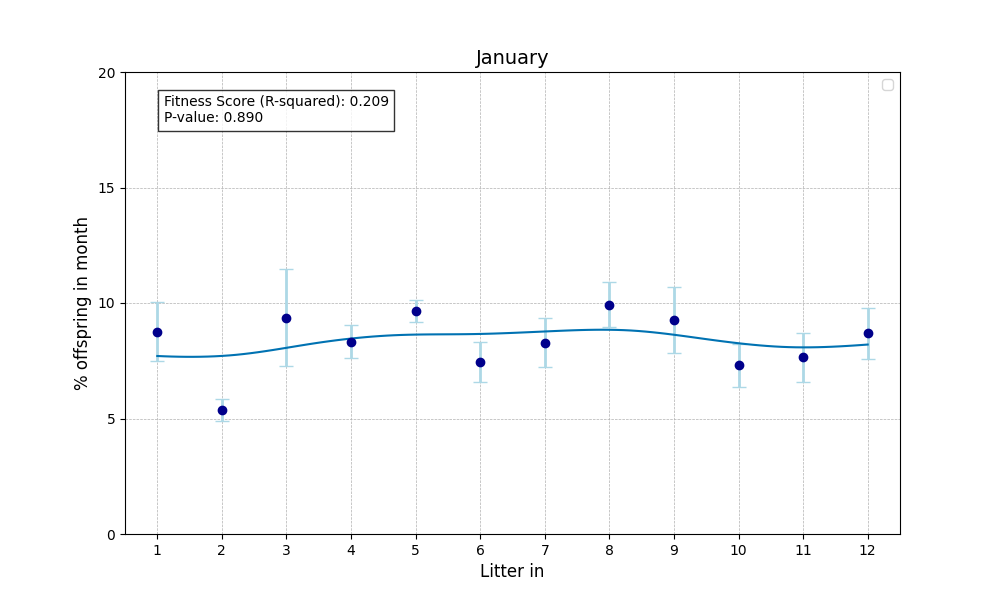 January
Fitness Score (R-squared): 0.209
P-value: 0.890
% offspring in month
20
15
10
5
0
1 2 3 4 5 6 7 8 9 10 11 12
Litter in